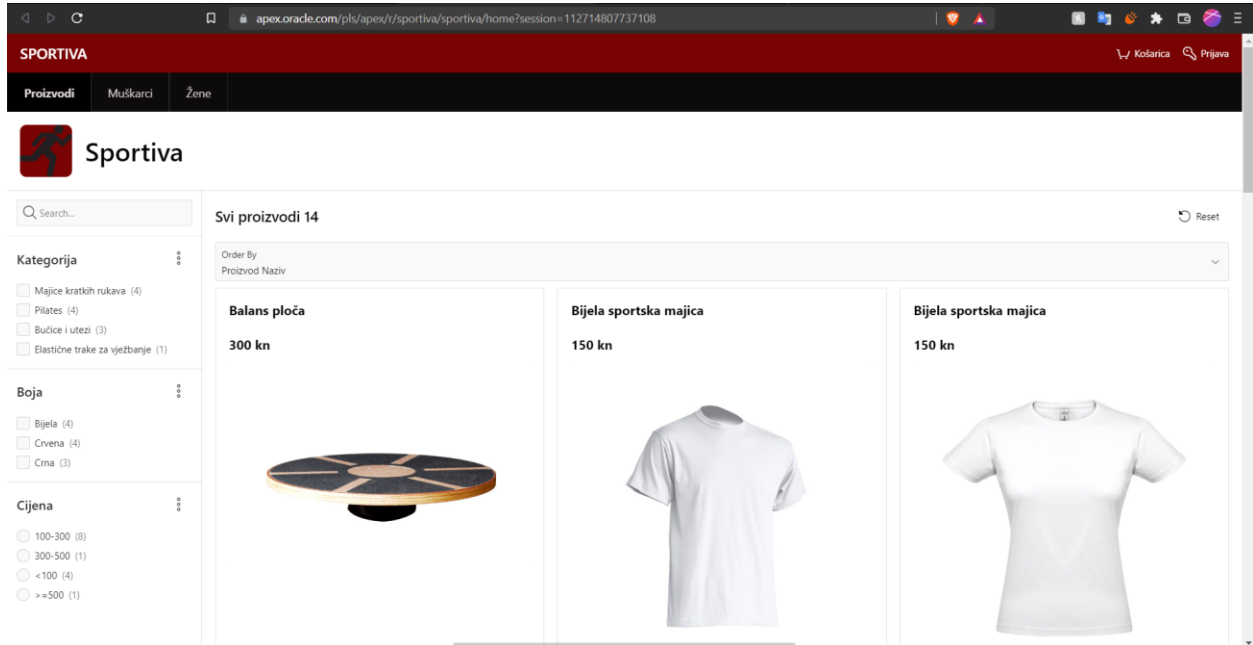 apex.oracle.com/pls/apex/r/sportiva/sportiva/home?session=112714807737108
SPORTIVA
Košarica
Prijava
Proizvodi
Muškarci
Žene
Sportiva
Search...
Svi proizvodi 14
Reset
Order By
Proizvod Naziv
Kategorija
Majice kratkih rukava (4)
Pilates (4)
Bučice i utezi (3)
Elastične trake za vježbanje (1)
Boja
Bijela (4)
Crvena (4)
Crna (3)
Cijena
100-300 (8)
300-500 (1)
<100 (4)
>=500 (1)
Balans ploča
300 kn
Bijela sportska majica
150 kn
Bijela sportska majica
150 kn